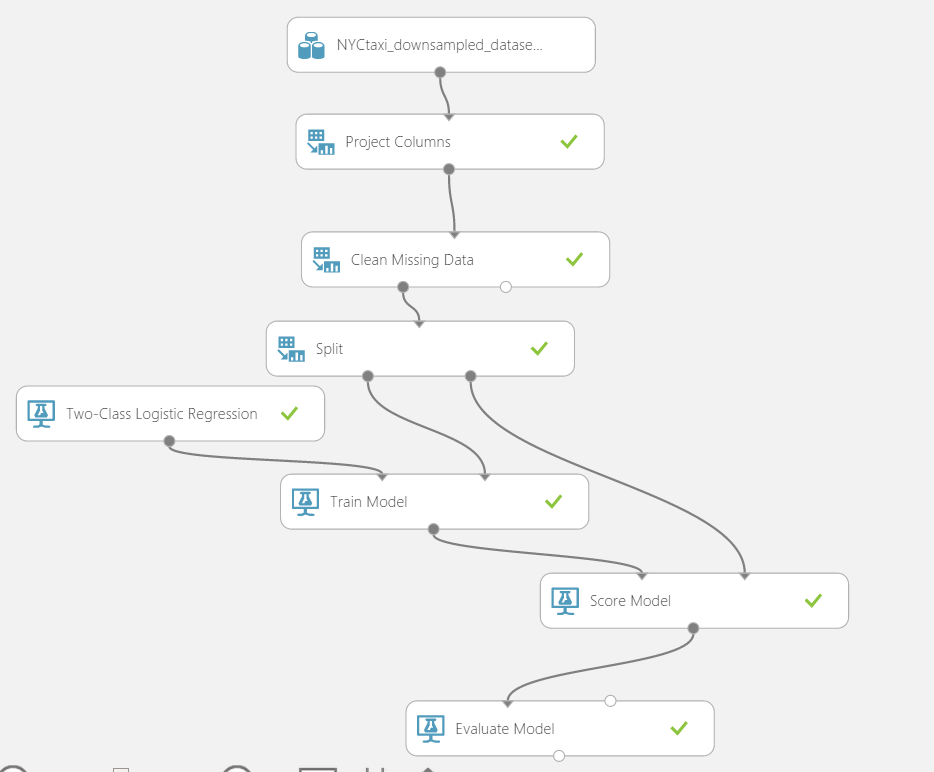 NYCtaxi_downsampled_datase...
Project Columns
Clean Missing Data
Split
Two-Class Logistic Regression
Train Model
Score Model
Evaluate Model